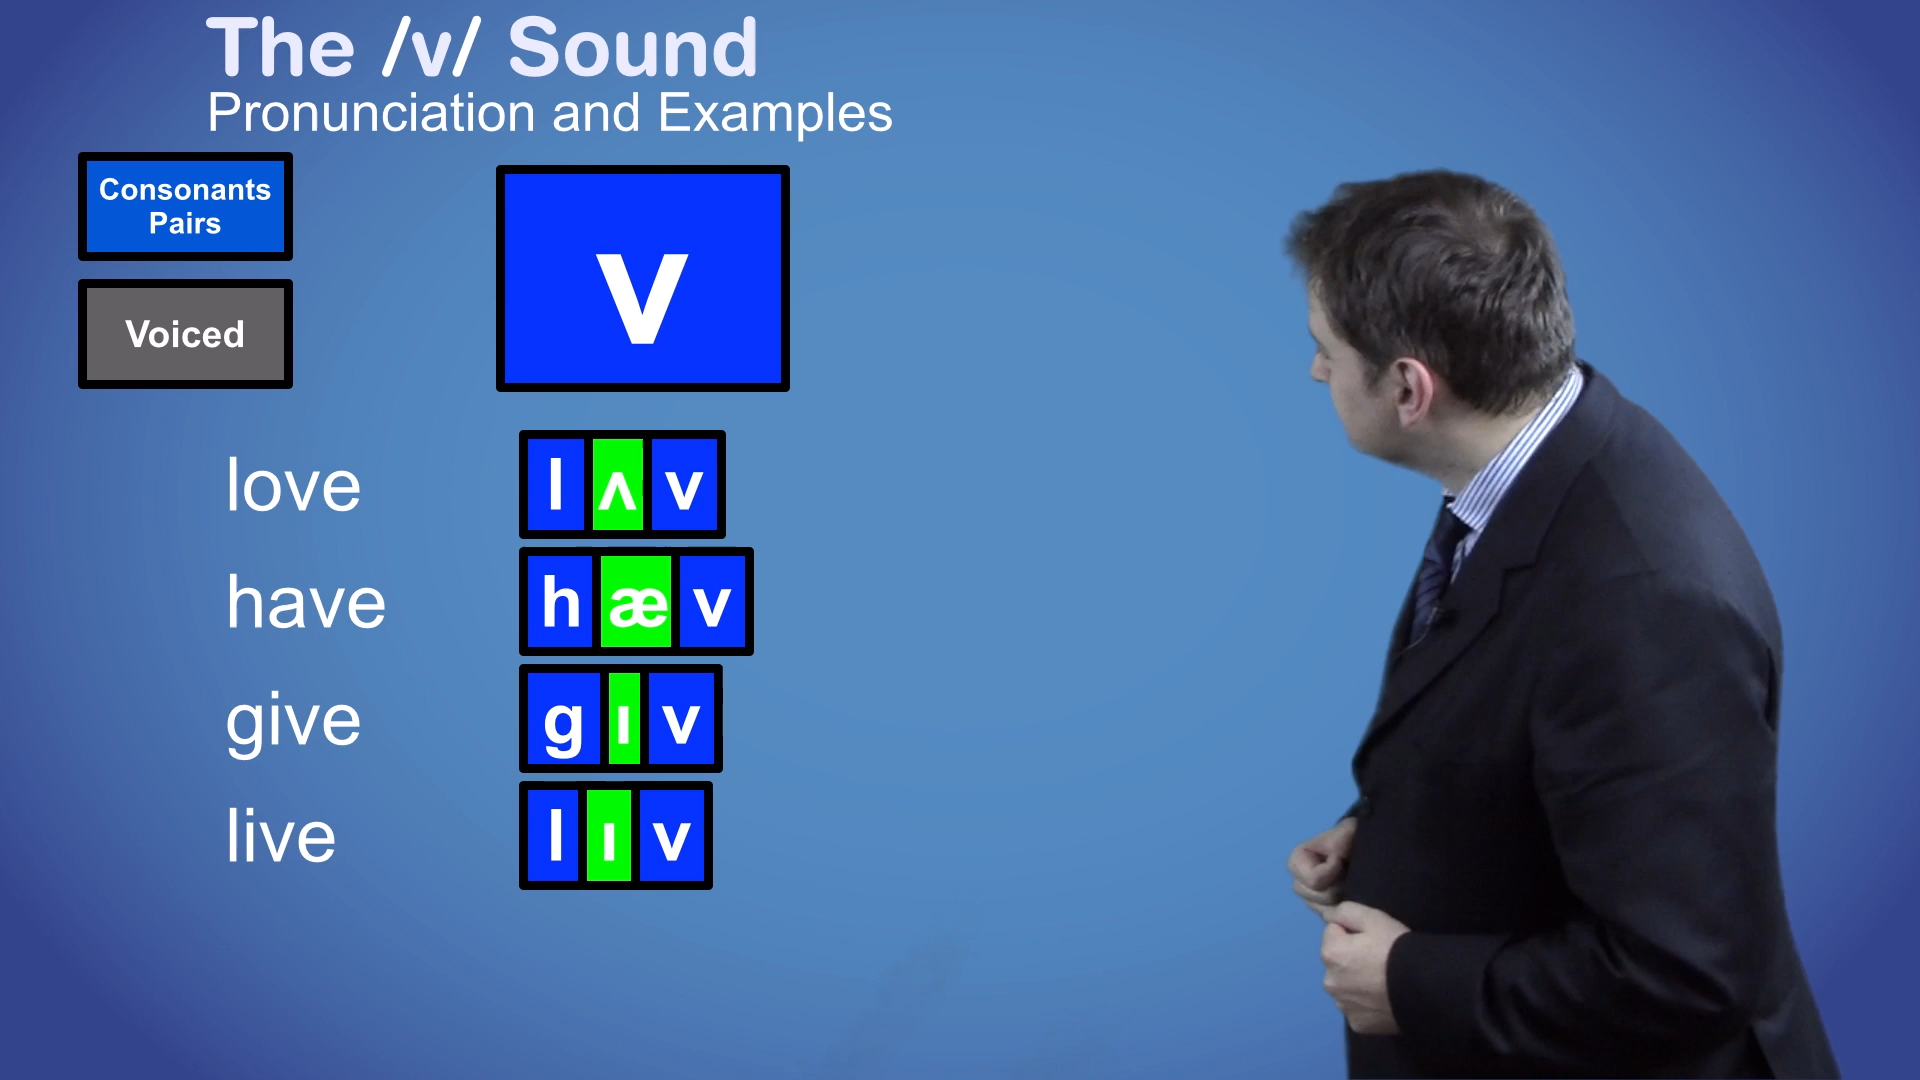 The /v/ Sound
Pronunciation and Examples
Consonants
Pairs
Voiced
v
love l ʌ v
have h æ v
give g ɪ v
live l ɪ v